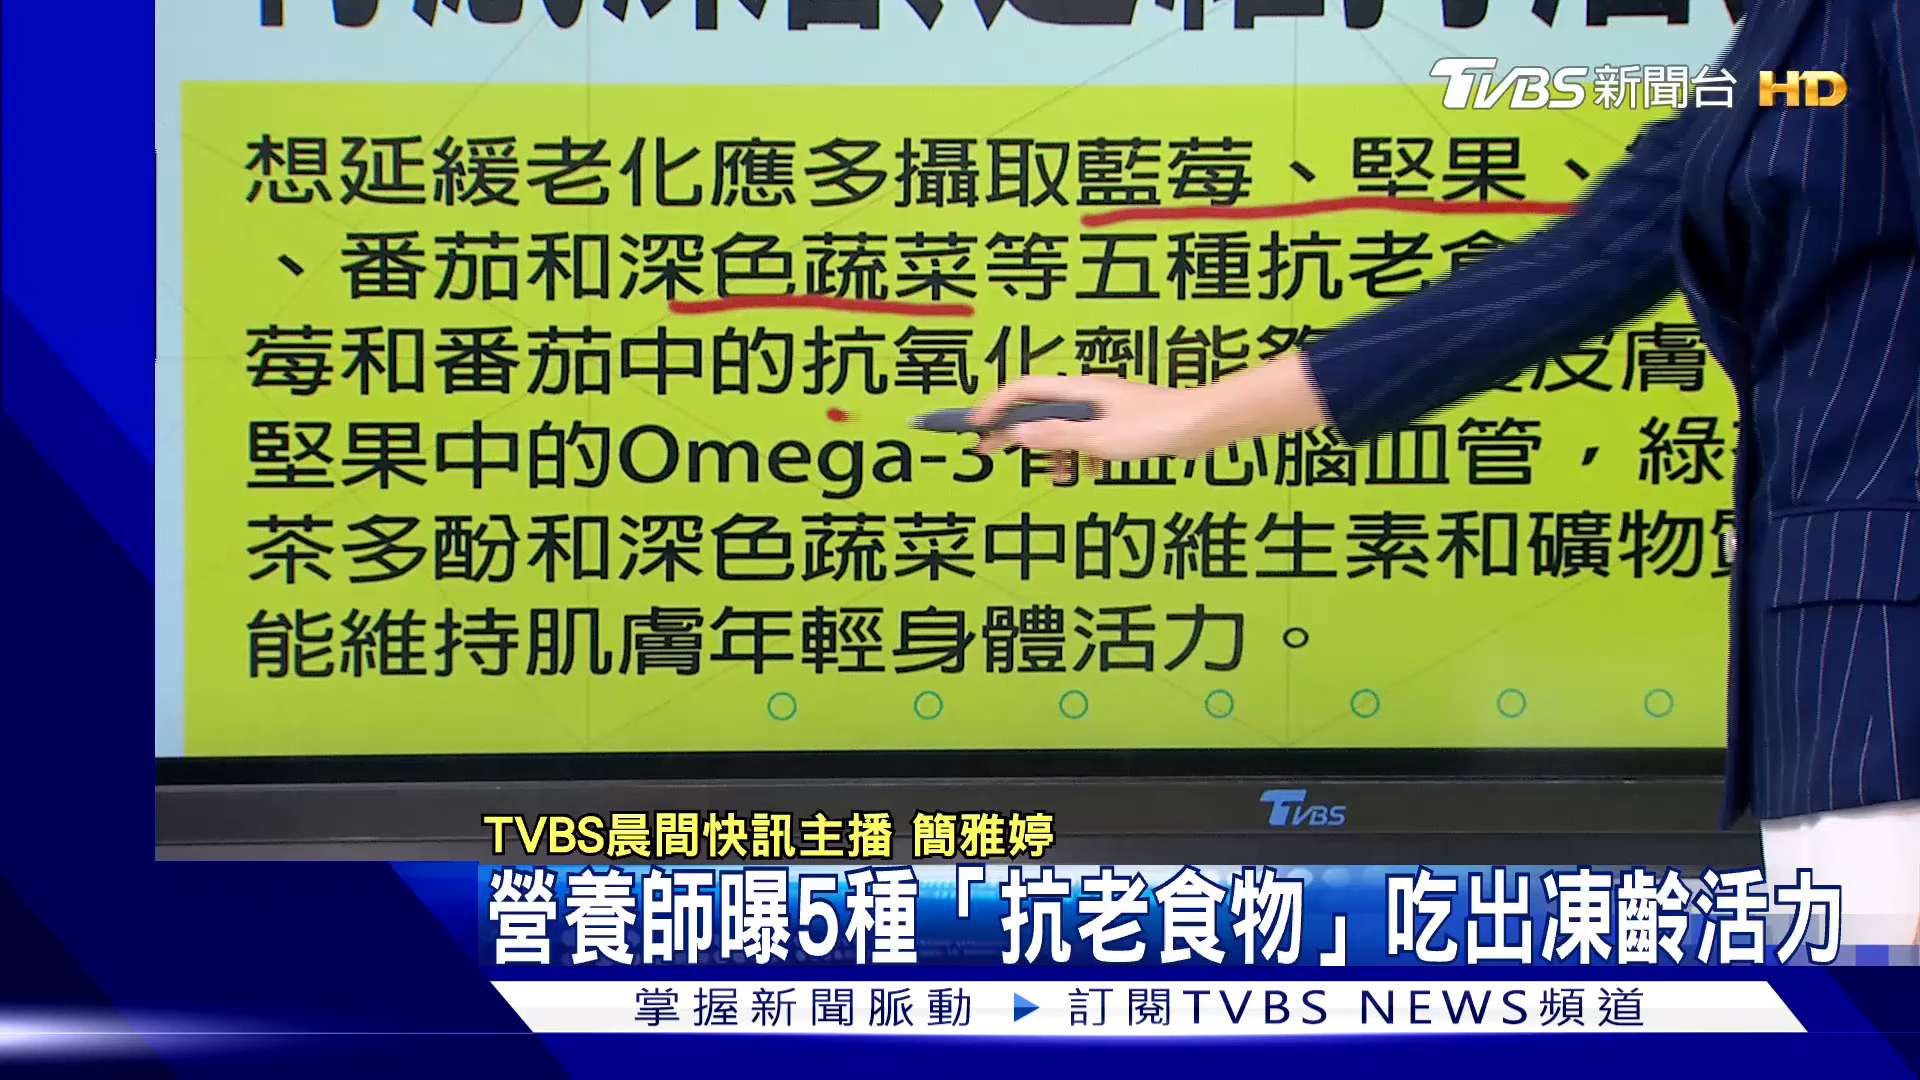 TVBS新聞台 HD
想延緩老化應多攝取藍莓、堅果、
、番茄和深色蔬菜等五種抗老食
莓和番茄中的抗氧化劑能 皮膚
堅果中的Omega-3有益心腦血管，綠
茶多酚和深色蔬菜中的維生素和礦物質
能維持肌膚年輕身體活力。
TVBS
TVBS晨間快訊主播 簡雅婷
營養師曝5種「抗老食物」吃出凍齡活力
掌握新聞脈動 ▶ 訂閱TVBS NEWS頻道